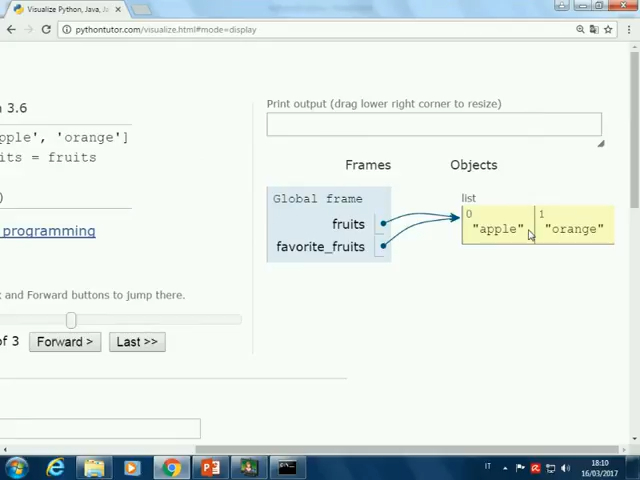 Visualize Python, Java, Ja
pythontutor.com/visualize.html#mode=display
n 3.6
Print output (drag lower right corner to resize)
pple', 'orange']
its = fruits
)
Frames
Objects
Global frame
list
fruits
0
1
"apple"
"orange"
favorite_fruits
programming
k and Forward buttons to jump there.
of 3
Forward >
Last >>
IT
18:10
16/03/2017